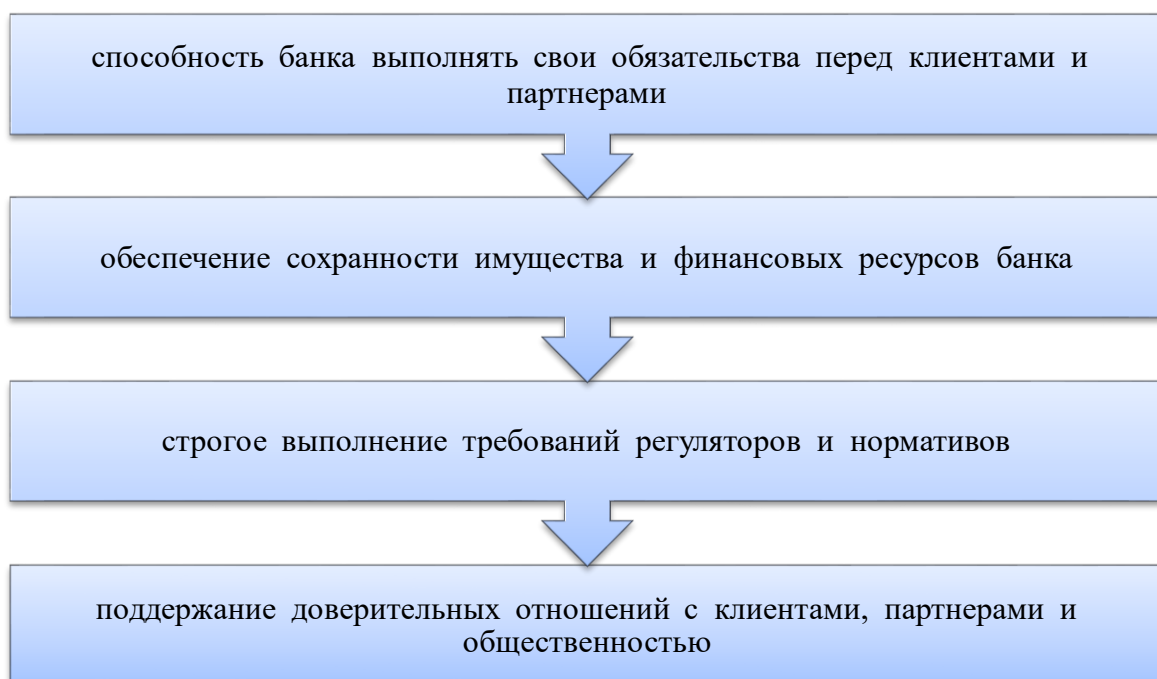 способность банка выполнять свои обязательства перед клиентами и
партнерами
обеспечение сохранности имущества и финансовых ресурсов банка
строгое выполнение требований регуляторов и нормативов
поддержание доверительных отношений с клиентами, партнерами и
общественностью